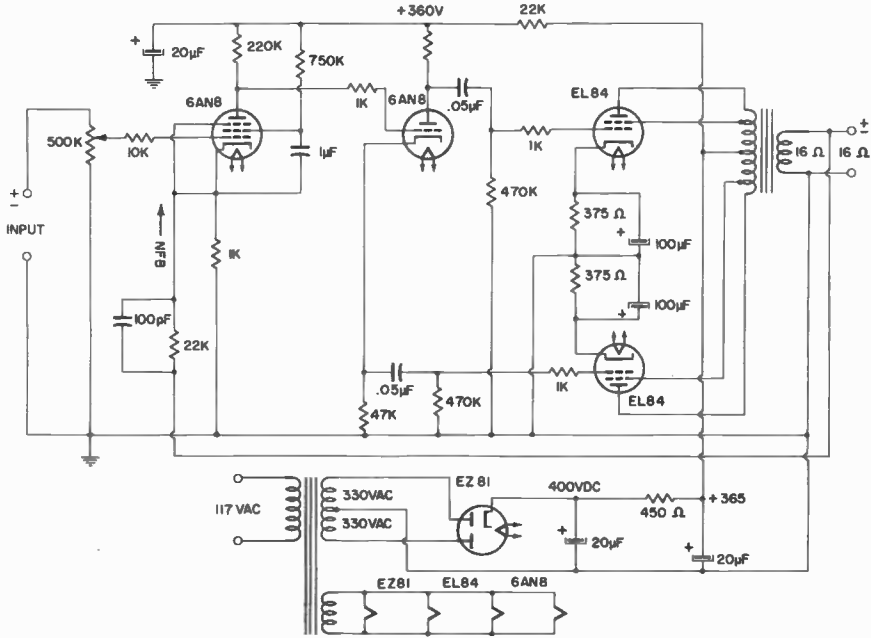 +360V
22K
+
20µF
220K
750K
6AN8
1K
6AN8
.05µF
EL84
500K
10K
1µF
1K
470K
16 Ω
+
−
16 Ω
+
−
INPUT
NFB
1K
375 Ω
+
100µF
375 Ω
+
100µF
100pF
22K
.05µF
1K
EL84
47K
470K
117 VAC
330VAC
330VAC
EZ81
400VDC
450 Ω
+365
+
20µF
+
20µF
EZ81
EL84
6AN8